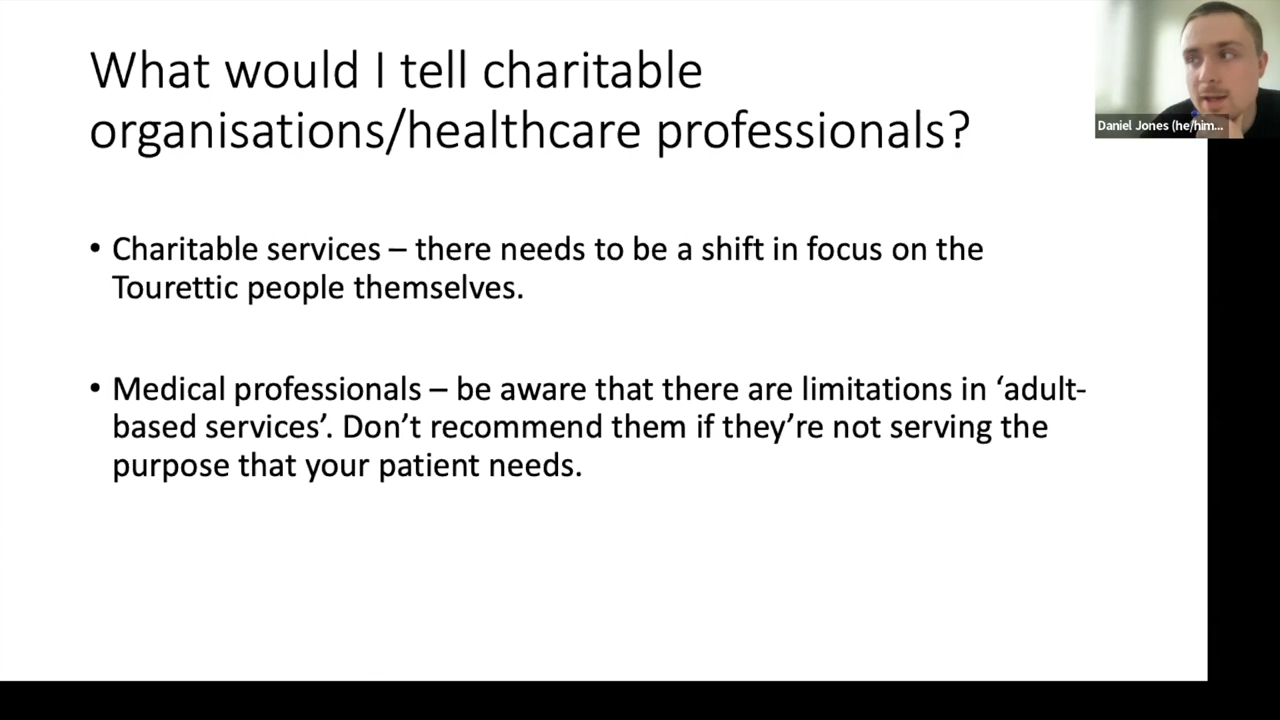 What would I tell charitable
organisations/healthcare professionals?
• Charitable services – there needs to be a shift in focus on the
Tourettic people themselves.
• Medical professionals – be aware that there are limitations in ‘adult-
based services’. Don’t recommend them if they’re not serving the
purpose that your patient needs.
Daniel Jones (he/him...